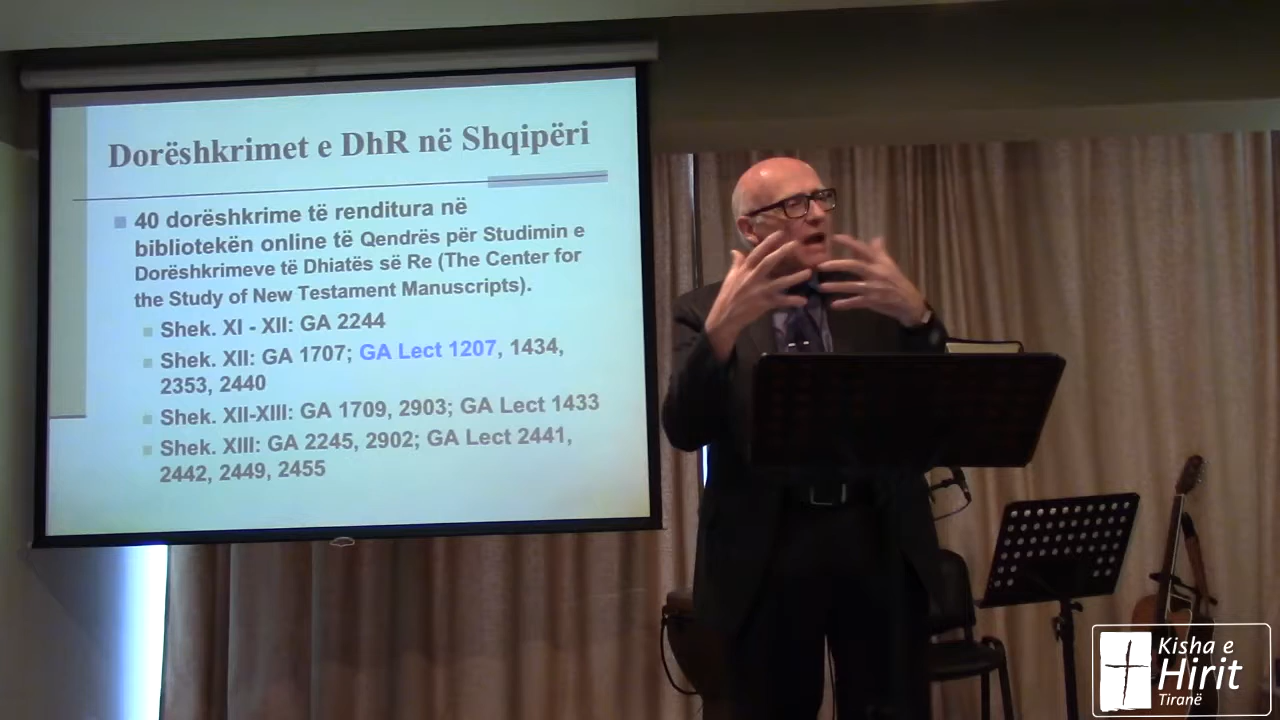 Dorëshkrimet e DhR në Shqipëri
40 dorëshkrime të renditura në
bibliotekën online të Qendrës për Studimin e
Dorëshkrimeve të Dhiatës së Re (The Center for
the Study of New Testament Manuscripts).
Shek. XI - XII: GA 2244
Shek. XII: GA 1707; GA Lect 1207, 1434,
2353, 2440
Shek. XII-XIII: GA 1709, 2903; GA Lect 1433
Shek. XIII: GA 2245, 2902; GA Lect 2441,
2442, 2449, 2455
Kisha e
Hirit
Tiranë